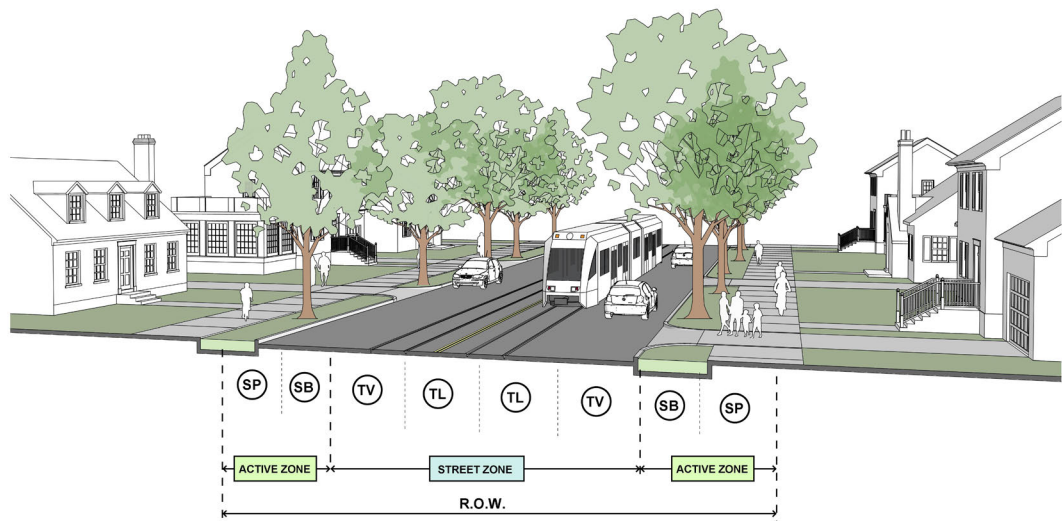 SP SB TV TL TL TV SB SP
ACTIVE ZONE STREET ZONE ACTIVE ZONE
R.O.W.